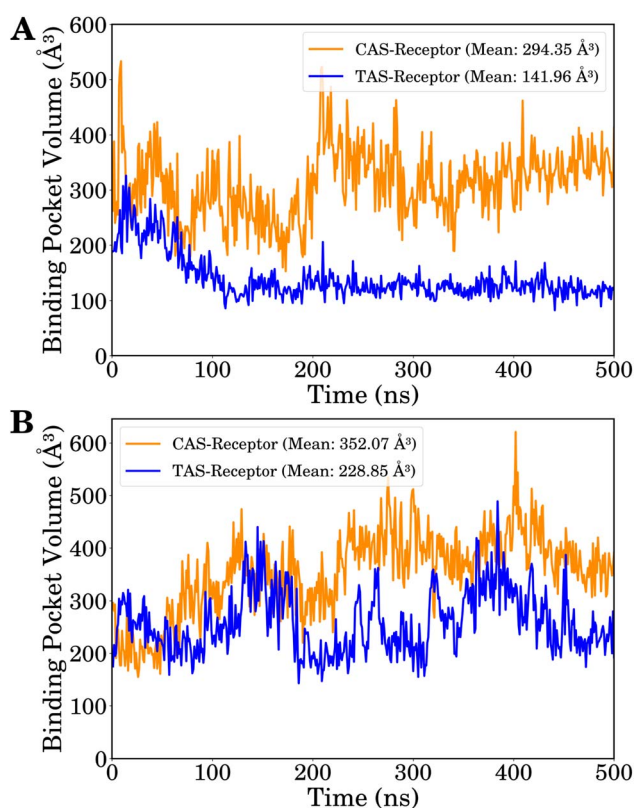 A
Binding Pocket Volume (Å³)
600
500
400
300
200
100
0
CAS-Receptor (Mean: 294.35 Å³)
TAS-Receptor (Mean: 141.96 Å³)
0 100 200 300 400 500
Time (ns)
B
Binding Pocket Volume (Å³)
600
500
400
300
200
100
0
CAS-Receptor (Mean: 352.07 Å³)
TAS-Receptor (Mean: 228.85 Å³)
0 100 200 300 400 500
Time (ns)